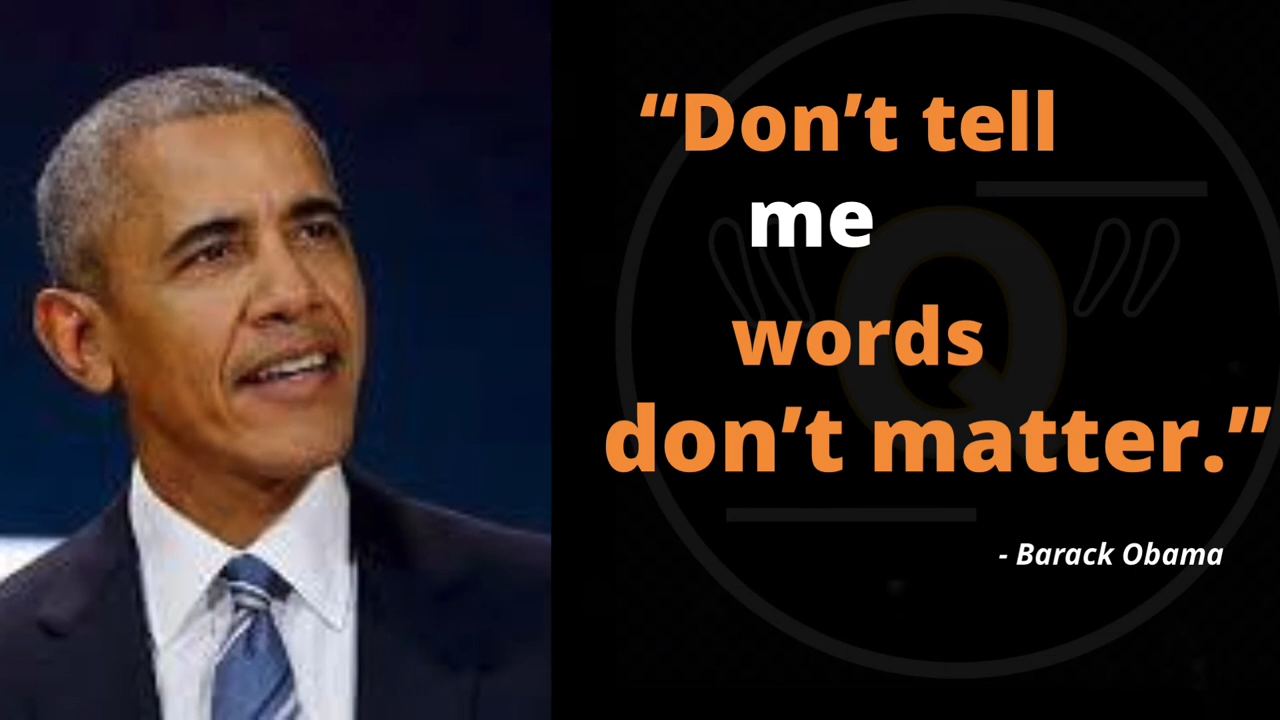 “Don’t tell
me
words
don’t matter.”
- Barack Obama